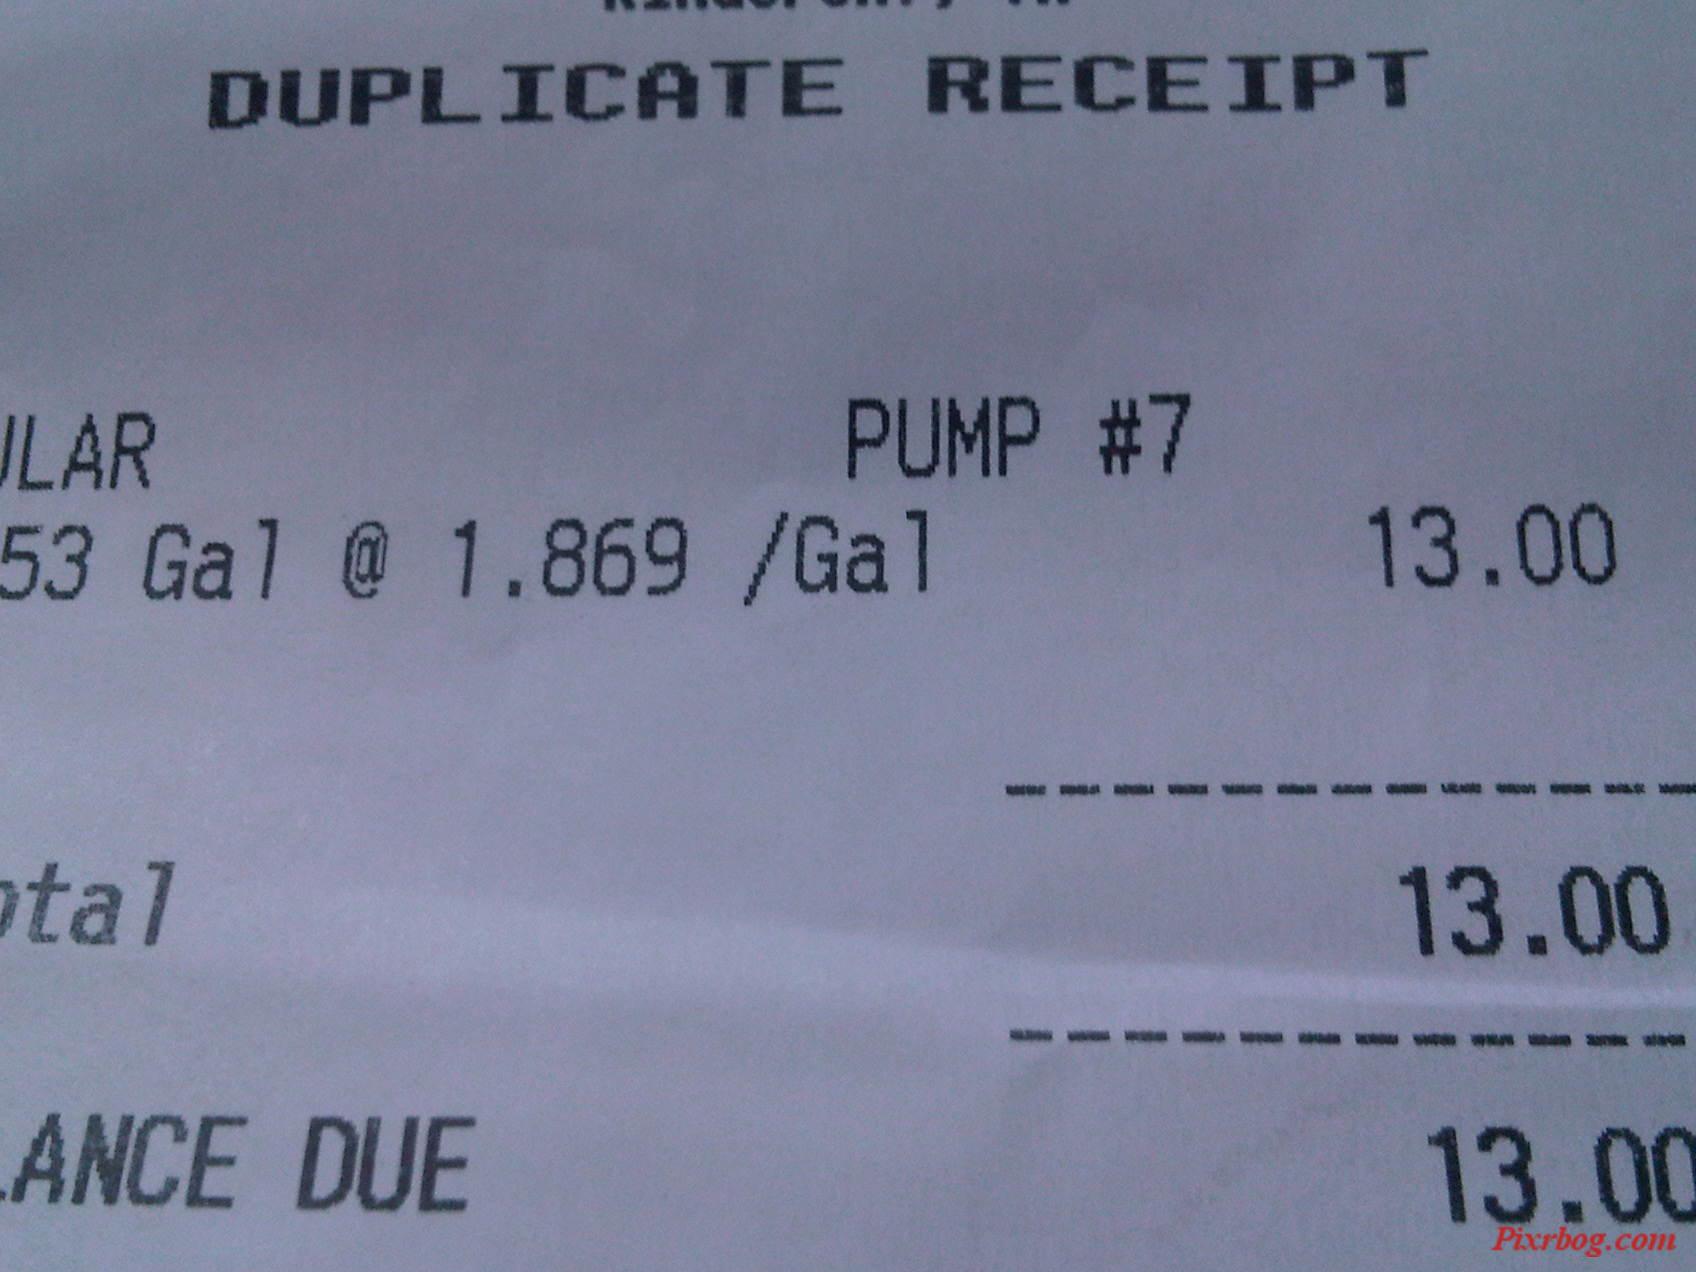 DUPLICATE RECEIPT
ULAR PUMP #7
53 Gal @ 1.869 /Gal 13.00
otal 13.00
LANCE DUE 13.00
Pixrbog.com